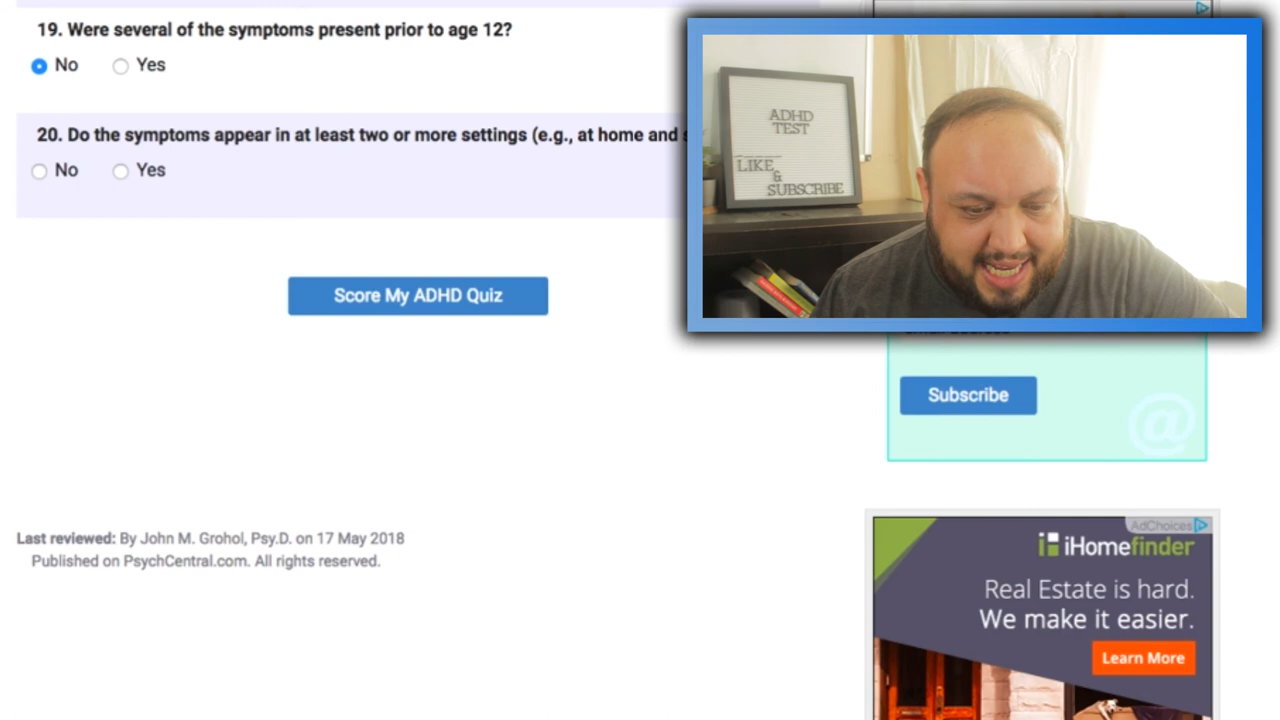 19. Were several of the symptoms present prior to age 12?
No
Yes
20. Do the symptoms appear in at least two or more settings (e.g., at home and
No
Yes
Score My ADHD Quiz
Last reviewed: By John M. Grohol, Psy.D. on 17 May 2018
Published on PsychCentral.com. All rights reserved.
ADHD
TEST
LIKE
&
SUBSCRIBE
Subscribe
@
AdChoices
iHomefinder
Real Estate is hard.
We make it easier.
Learn More